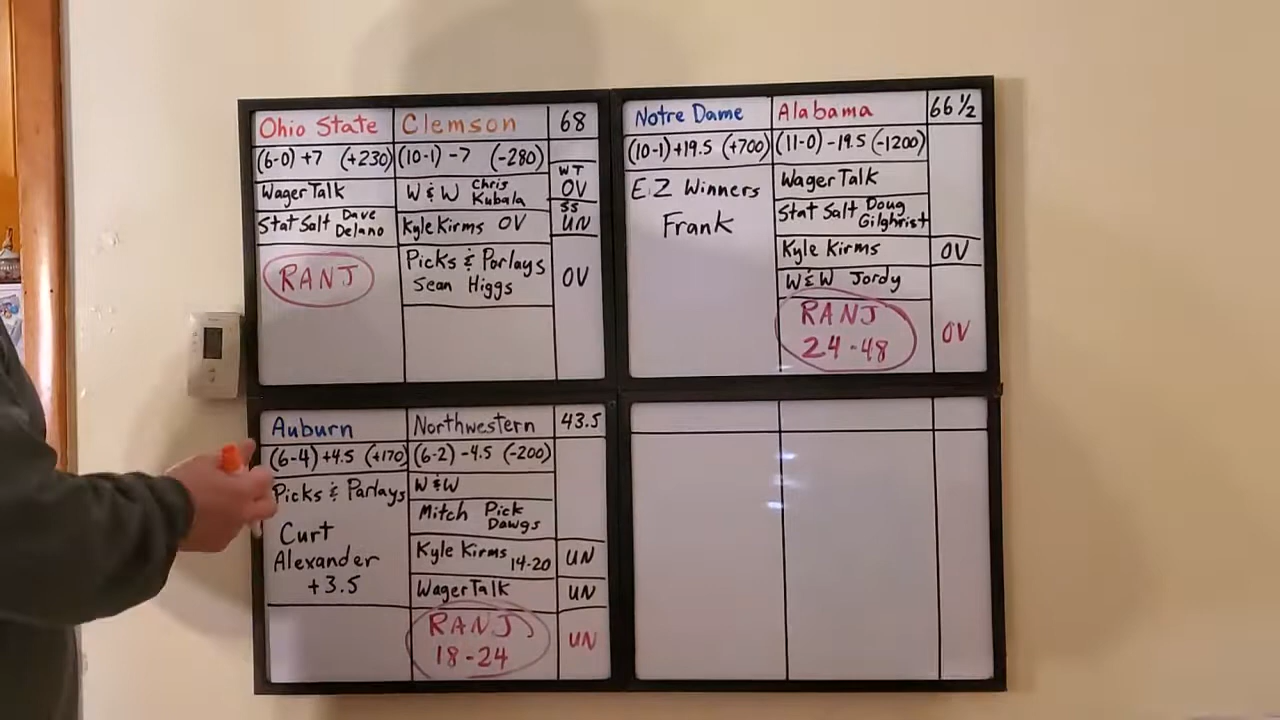 Ohio State Clemson 68
(6-0) +7 (+230) (10-1) -7 (-280)
WagerTalk W & W Chris Kubala WT OV
Stat Salt Dave Delano Kyle Kirms OV SS UN
RANJ Picks & Parlays Sean Higgs OV
Notre Dame Alabama 66 ½
(10-1) +19.5 (+700) (11-0) -19.5 (-1200)
E.Z Winners WagerTalk
Frank Stat Salt Doug Gilghrist
Kyle Kirms OV
W & W Jordy
RANJ
24-48 OV
Auburn Northwestern 43.5
(6-4) +4.5 (+170) (6-2) -4.5 (-200)
Picks & Parlays W & W
Curt Mitch Pick Dawgs
Alexander Kyle Kirms 14-20 UN
+3.5 WagerTalk UN
RANJ
18-24 UN